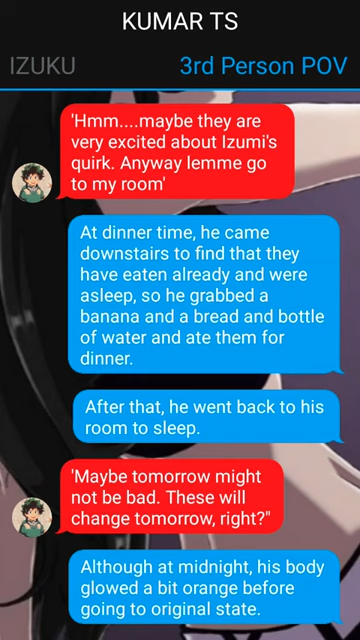 KUMAR TS
IZUKU
3rd Person POV
'Hmm....maybe they are
very excited about Izumi's
quirk. Anyway lemme go
to my room'
At dinner time, he came
downstairs to find that they
have eaten already and were
asleep, so he grabbed a
banana and a bread and bottle
of water and ate them for
dinner.
After that, he went back to his
room to sleep.
'Maybe tomorrow might
not be bad. These will
change tomorrow, right?"
Although at midnight, his body
glowed a bit orange before
going to original state.